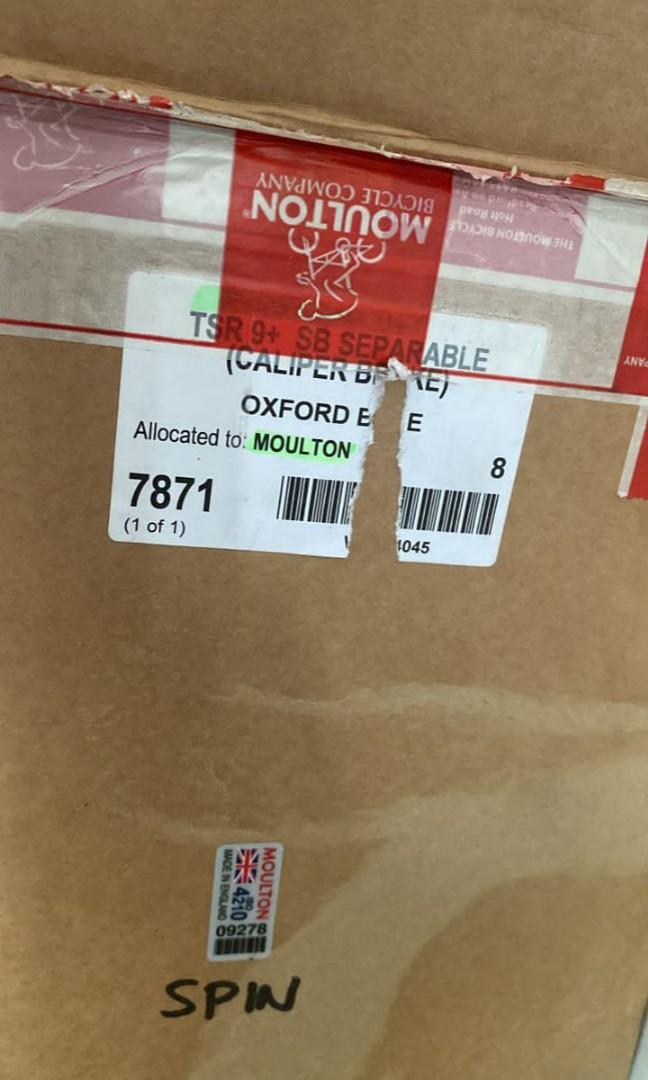 MOULTON®
BICYCLE COMPANY
THE MOULTON BICYCLE
Holt Road
TSR 9+ SB SEPARABLE
(CALIPER
OXFORD
Allocated to: MOULTON
8
7871
(1 of 1)
MOULTON
ISO
4210
MADE IN ENGLAND
09278
SPIN